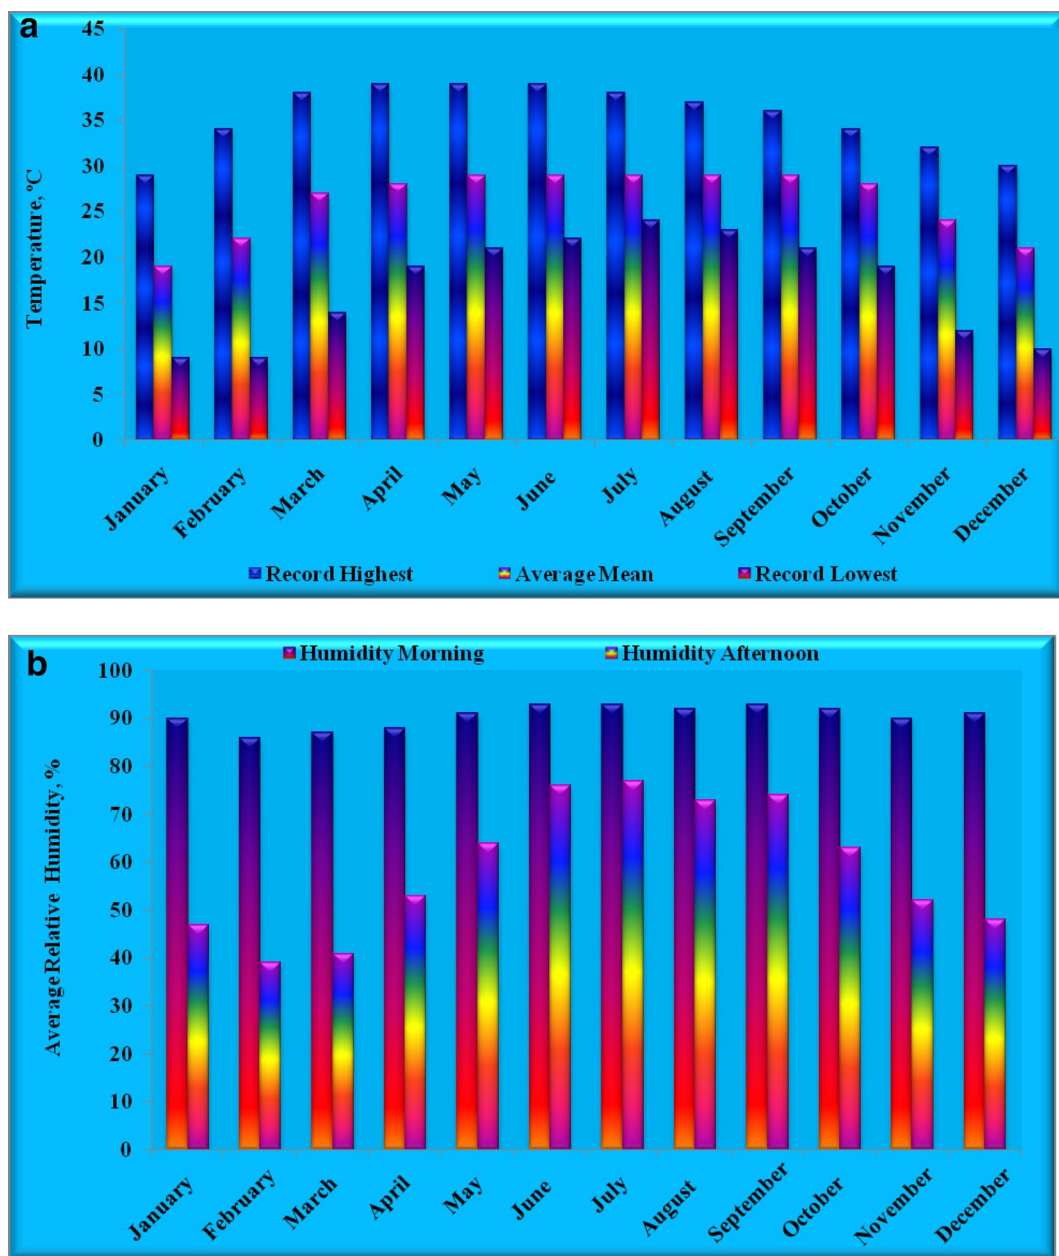 a
45
40
35
30
25
20
15
10
5
0
Temperature, ºC
January
February
March
April
May
June
July
August
September
October
November
December
Record Highest Average Mean Record Lowest
b
Humidity Morning Humidity Afternoon
100
90
80
70
60
50
40
30
20
10
0
Average Relative Humidity, %
January
February
March
April
May
June
July
August
September
October
November
December